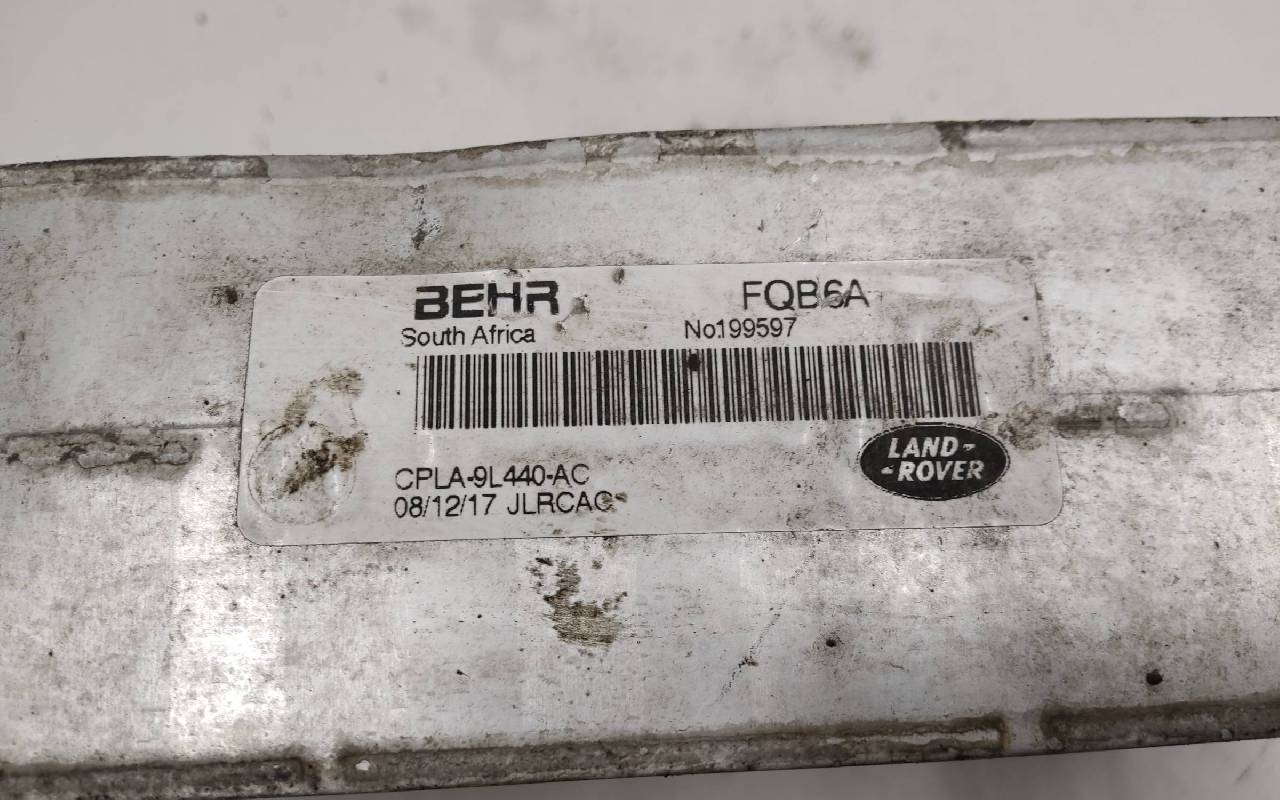 BEHR FQB6A
South Africa No199597
CPLA-9L440-AC
08/12/17 JLRCAC
LAND-
-ROVER